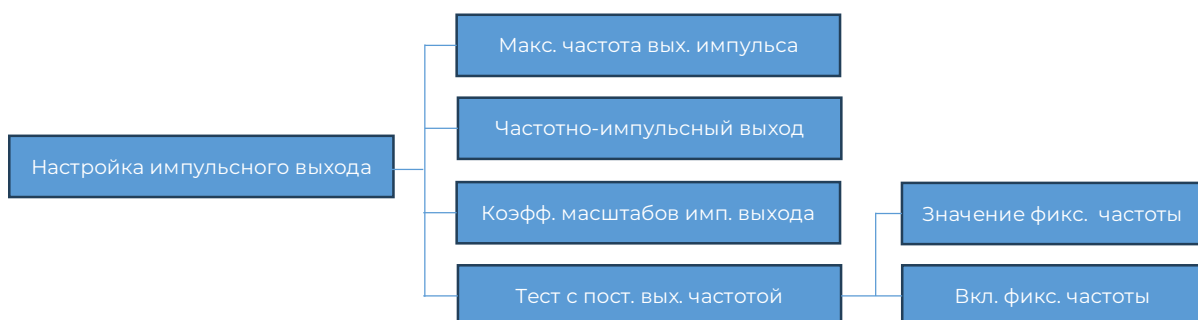 Макс. частота вых. импульса
Частотно-импульсный выход
Настройка импульсного выхода
Коэфф. масштабов имп. выхода
Значение фикс. частоты
Тест с пост. вых. частотой
Вкл. фикс. частоты